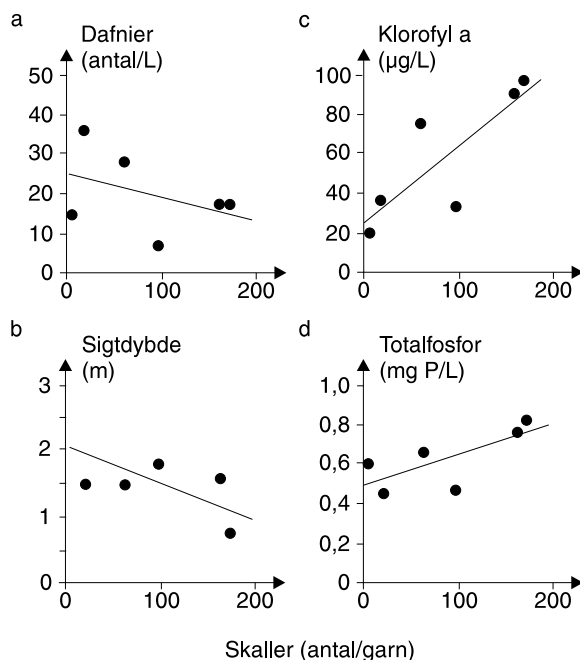 a
Dafnier
(antal/L)
50
40
30
20
10
0
0 100 200
c
Klorofyl a
(µg/L)
100
80
60
40
20
0
0 100 200
b
Sigtdybde
(m)
3
2
1
0
0 100 200
d
Totalfosfor
(mg P/L)
1,0
0,8
0,6
0,4
0,2
0,0
0 100 200
Skaller (antal/garn)